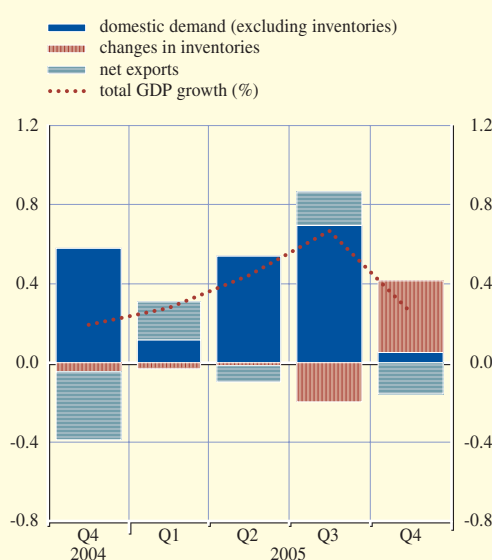 domestic demand (excluding inventories)
changes in inventories
net exports
total GDP growth (%)
1.2 1.2
0.8 0.8
0.4 0.4
0.0 0.0
-0.4 -0.4
-0.8 -0.8
Q4 Q1 Q2 Q3 Q4
2004 2005